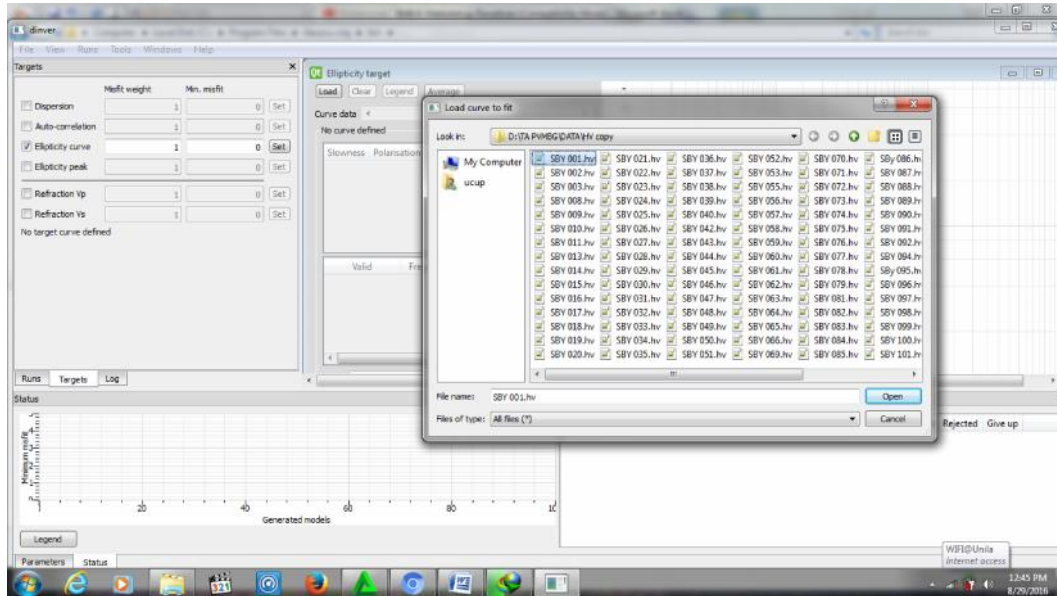 dinver
File View Runs Tools Windows Help
Targets
Misfit weight Min. misfit
Dispersion 1 0 Set
Auto-correlation 1 0 Set
Ellipticity curve 1 0 Set
Ellipticity peak 1 0 Set
Refraction Vp 1 0 Set
Refraction Vs 1 0 Set
No target curve defined
Runs Targets Log
Ellipticity target
Load Clear Legend Average
Curve data
No curve defined
Slowness Polarisation
Valid Fre
Load curve to fit
Look in: D:\TA PVMBG\DATA\HV copy
My Computer
ucup
SBY 001.hv SBY 021.hv SBY 036.hv SBY 052.hv SBY 070.hv SBy 086.h
SBY 002.hv SBY 022.hv SBY 037.hv SBY 053.hv SBY 071.hv SBY 087.h
SBY 003.hv SBY 023.hv SBY 038.hv SBY 055.hv SBY 072.hv SBY 088.h
SBY 008.hv SBY 024.hv SBY 039.hv SBY 056.hv SBY 073.hv SBY 089.h
SBY 009.hv SBY 025.hv SBY 040.hv SBY 057.hv SBY 074.hv SBY 090.h
SBY 010.hv SBY 026.hv SBY 042.hv SBY 058.hv SBY 075.hv SBY 091.h
SBY 011.hv SBY 027.hv SBY 043.hv SBY 059.hv SBY 076.hv SBY 092.h
SBY 013.hv SBY 028.hv SBY 044.hv SBY 060.hv SBY 077.hv SBY 094.h
SBY 014.hv SBY 029.hv SBY 045.hv SBY 061.hv SBY 078.hv SBy 095.h
SBY 015.hv SBY 030.hv SBY 046.hv SBY 062.hv SBY 079.hv SBY 096.h
SBY 016.hv SBY 031.hv SBY 047.hv SBY 063.hv SBY 081.hv SBY 097.h
SBY 017.hv SBY 032.hv SBY 048.hv SBY 064.hv SBY 082.hv SBY 098.h
SBY 018.hv SBY 033.hv SBY 049.hv SBY 065.hv SBY 083.hv SBY 099.h
SBY 019.hv SBY 034.hv SBY 050.hv SBY 066.hv SBY 084.hv SBY 100.h
SBY 020.hv SBY 035.hv SBY 051.hv SBY 069.hv SBY 085.hv SBY 101.h
File name: SBY 001.hv Open
Files of type: All files (*) Cancel
Rejected Give up
Status
Minimum misfit
20 40 60 80
Generated models
Legend
Parameters Status
WIFI@Unila
Internet access
12:45 PM
8/29/2016